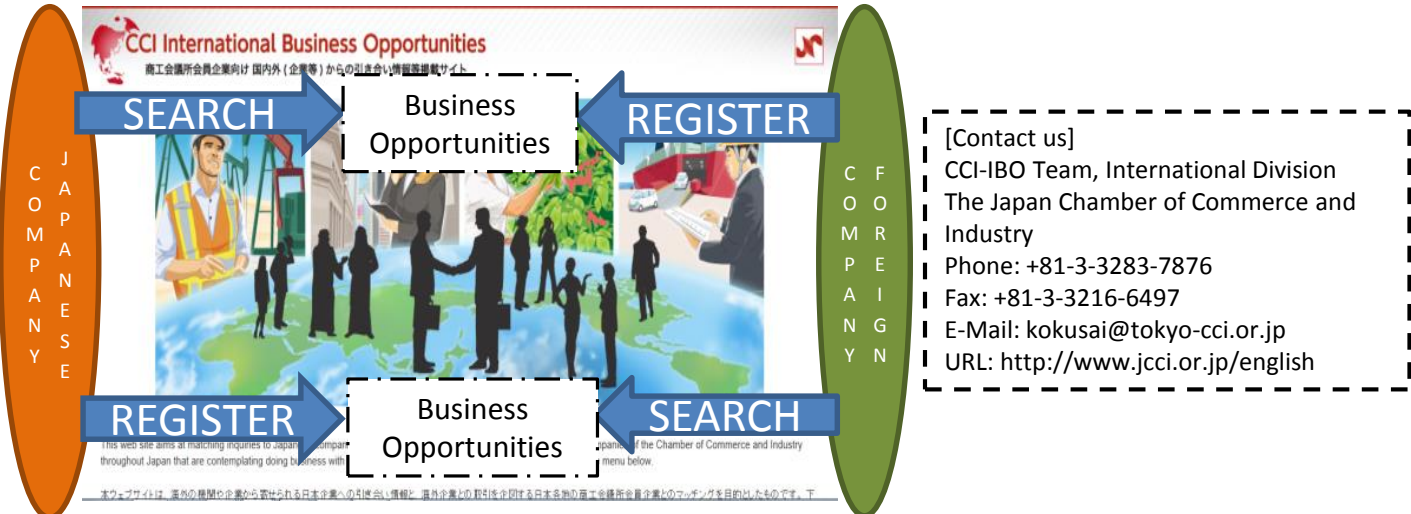 CCI International Business Opportunities
商工会議所会員企業向け 国内外 ( 企業等 ) からの引き合い情報等掲載サイト
SEARCH
Business
Opportunities
REGISTER
JAPANESE
COMPANY
FOREIGN
COMPANY
REGISTER
Business
Opportunities
SEARCH
This web site aims at matching inquiries to Japan of the Chamber of Commerce and Industry
throughout Japan that are contemplating doing business with menu below.
本ウェブサイトは、海外の機関や企業から寄せられる日本企業への引き合い情報と、海外企業との取引を企図する日本各地の商工会議所会員企業とのマッチングを目的としたものです。下
[Contact us]
CCI-IBO Team, International Division
The Japan Chamber of Commerce and
Industry
Phone: +81-3-3283-7876
Fax: +81-3-3216-6497
E-Mail: kokusai@tokyo-cci.or.jp
URL: http://www.jcci.or.jp/english